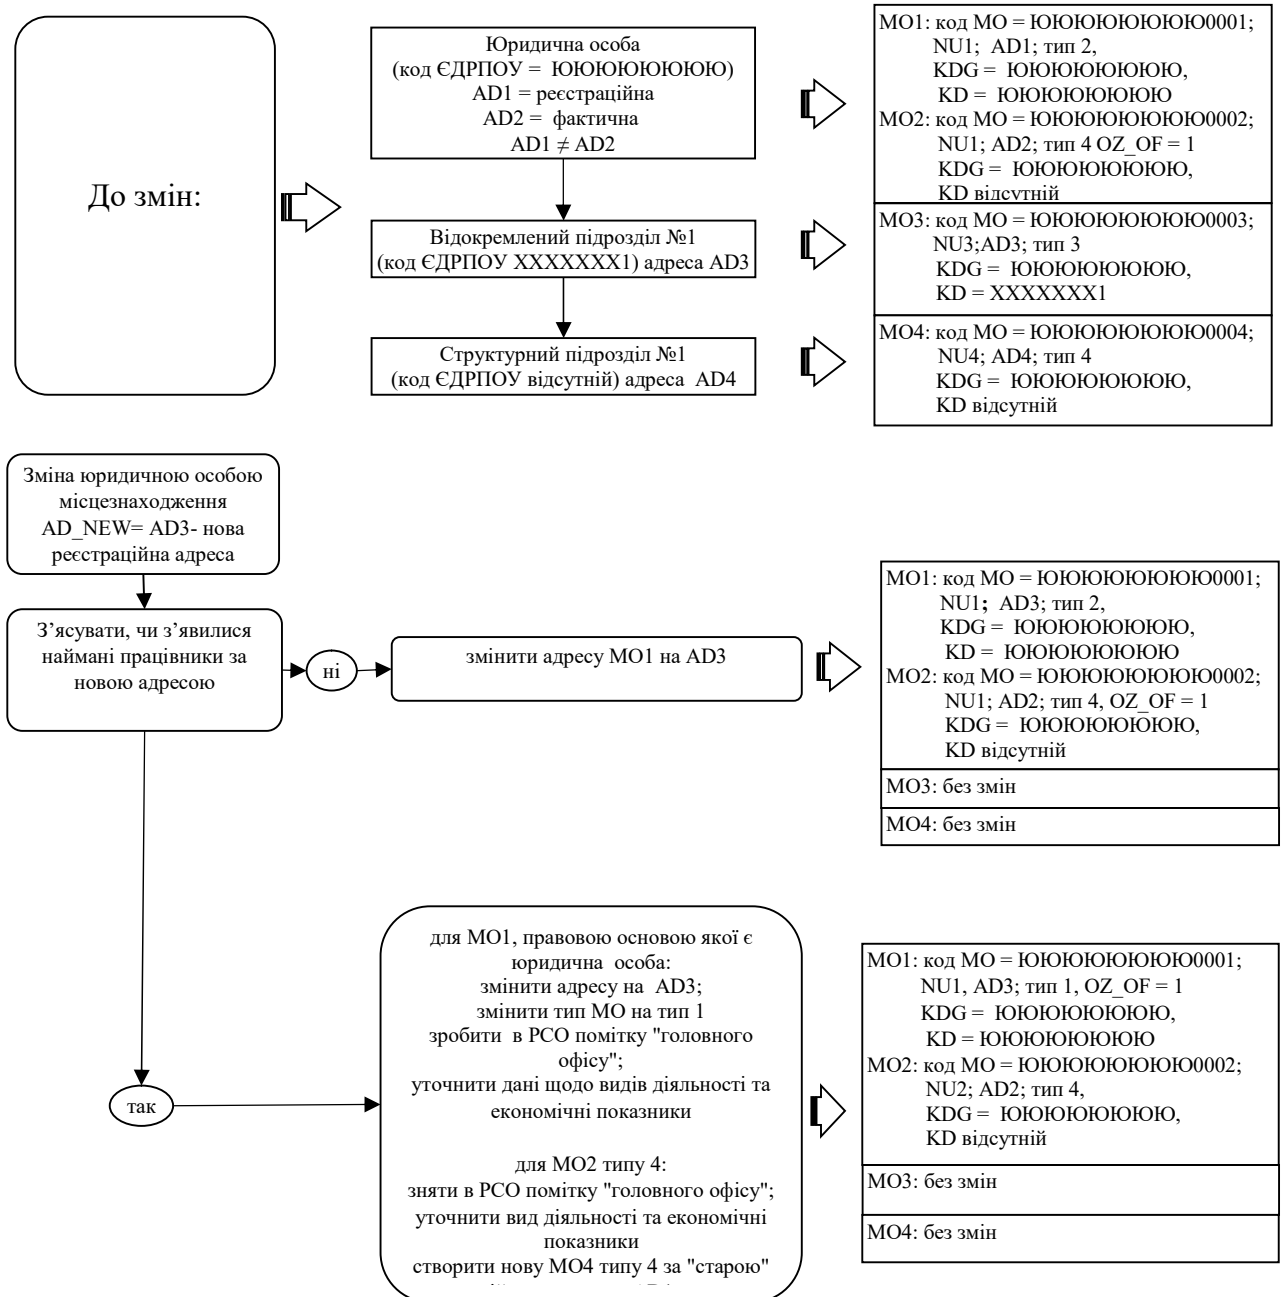 До змін:
Юридична особа
(код ЄДРПОУ = ЮЮЮЮЮЮЮЮ)
AD1 = реєстраційна
AD2 = фактична
AD1 ≠ AD2
МО1: код МО = ЮЮЮЮЮЮЮЮ0001;
NU1; AD1; тип 2,
KDG = ЮЮЮЮЮЮЮЮ,
KD = ЮЮЮЮЮЮЮЮ
МО2: код МО = ЮЮЮЮЮЮЮЮ0002;
NU1; AD2; тип 4 OZ_OF = 1
KDG = ЮЮЮЮЮЮЮЮ,
KD відсутній
Відокремлений підрозділ №1
(код ЄДРПОУ ХХХХХХХ1) адреса AD3
МО3: код МО = ЮЮЮЮЮЮЮЮ0003;
NU3;AD3; тип 3
KDG = ЮЮЮЮЮЮЮЮ,
KD = ХХХХХХХ1
Структурний підрозділ №1
(код ЄДРПОУ відсутній) адреса AD4
МО4: код МО = ЮЮЮЮЮЮЮЮ0004;
NU4; AD4; тип 4
KDG = ЮЮЮЮЮЮЮЮ,
KD відсутній
Зміна юридичною особою
місцезнаходження
AD_NEW= AD3- нова
реєстраційна адреса
З’ясувати, чи з’явилися
наймані працівники за
новою адресою
ні
змінити адресу МО1 на AD3
МО1: код МО = ЮЮЮЮЮЮЮЮ0001;
NU1; AD3; тип 2,
KDG = ЮЮЮЮЮЮЮЮ,
KD = ЮЮЮЮЮЮЮЮ
МО2: код МО = ЮЮЮЮЮЮЮЮ0002;
NU1; AD2; тип 4, OZ_OF = 1
KDG = ЮЮЮЮЮЮЮЮ,
KD відсутній
МО3: без змін
МО4: без змін
так
для МО1, правовою основою якої є
юридична особа:
змінити адресу на AD3;
змінити тип МО на тип 1
зробити в РСО помітку "головного
офісу";
уточнити дані щодо видів діяльності та
економічні показники
для МО2 типу 4:
зняти в РСО помітку "головного офісу";
уточнити вид діяльності та економічні
показники
створити нову МО4 типу 4 за "старою"
МО1: код МО = ЮЮЮЮЮЮЮЮ0001;
NU1, AD3; тип 1, OZ_OF = 1
KDG = ЮЮЮЮЮЮЮЮ,
KD = ЮЮЮЮЮЮЮЮ
МО2: код МО = ЮЮЮЮЮЮЮЮ0002;
NU2; AD2; тип 4,
KDG = ЮЮЮЮЮЮЮЮ,
KD відсутній
МО3: без змін
МО4: без змін